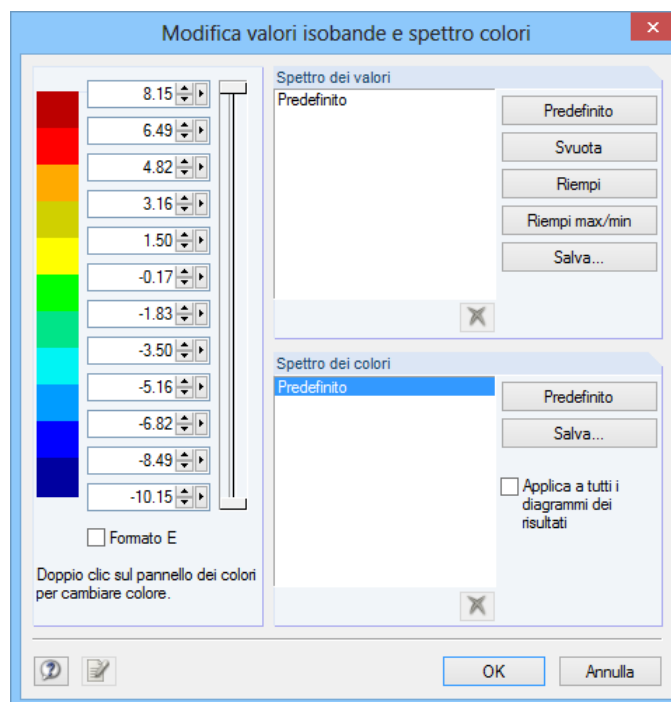 Modifica valori isobande e spettro colori
8.15
6.49
4.82
3.16
1.50
-0.17
-1.83
-3.50
-5.16
-6.82
-8.49
-10.15
Formato E
Doppio clic sul pannello dei colori
per cambiare colore.
Spettro dei valori
Predefinito
Predefinito
Svuota
Riempi
Riempi max/min
Salva...
Spettro dei colori
Predefinito
Predefinito
Salva...
Applica a tutti i
diagrammi dei
risultati
OK
Annulla